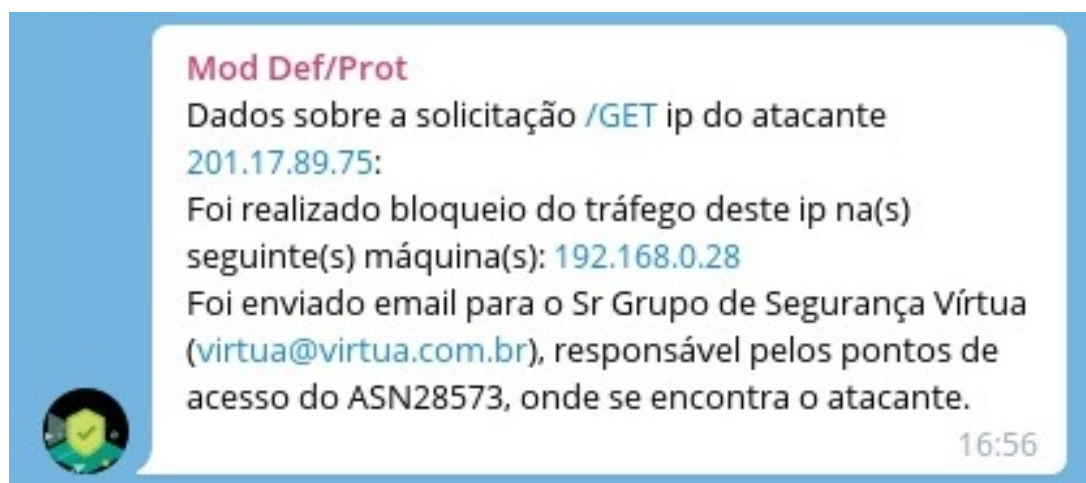 Mod Def/Prot
Dados sobre a solicitação /GET ip do atacante
201.17.89.75:
Foi realizado bloqueio do tráfego deste ip na(s)
seguinte(s) máquina(s): 192.168.0.28
Foi enviado email para o Sr Grupo de Segurança Vírtua
(virtua@virtua.com.br), responsável pelos pontos de
acesso do ASN28573, onde se encontra o atacante.
16:56